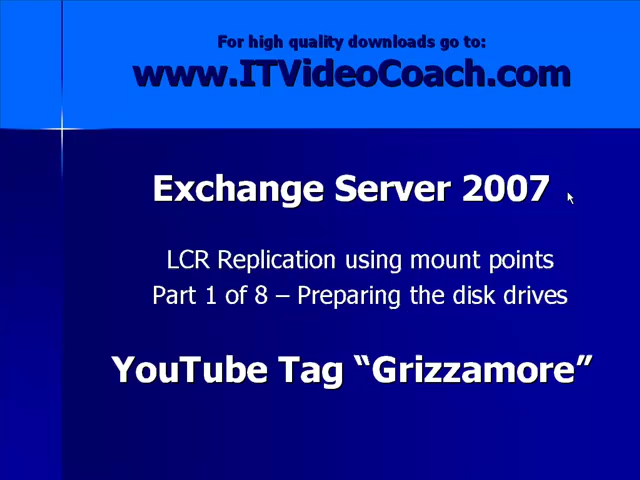 For high quality downloads go to:
www.ITVideoCoach.com
Exchange Server 2007
LCR Replication using mount points
Part 1 of 8 – Preparing the disk drives
YouTube Tag “Grizzamore”